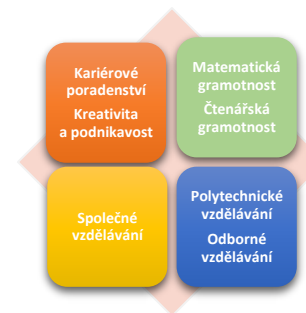 Kariérové
poradenství
Kreativita
a podnikavost
Matematická
gramotnost
Čtenářská
gramotnost
Společné
vzdělávání
Polytechnické
vzdělávání
Odborné
vzdělávání